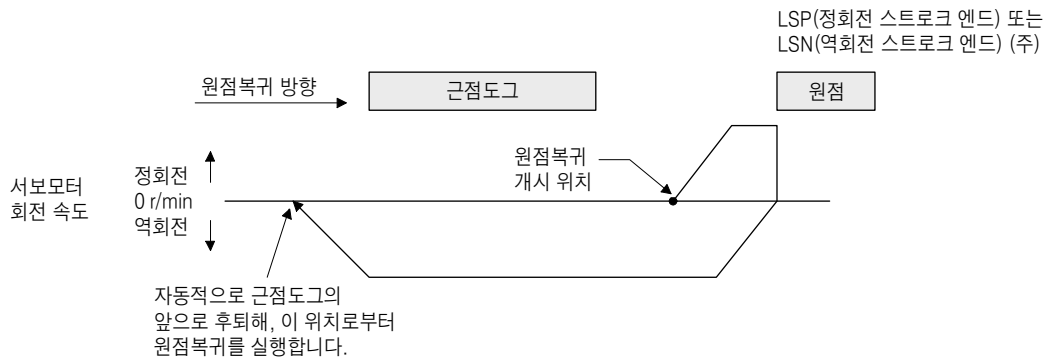 LSP(정회전 스트로크 엔드) 또는
LSN(역회전 스트로크 엔드) (주)
원점복귀 방향
근점도그
원점
원점복귀
개시 위치
서보모터
회전 속도
정회전
0 r/min
역회전
자동적으로 근점도그의
앞으로 후퇴해, 이 위치로부터
원점복귀를 실행합니다.